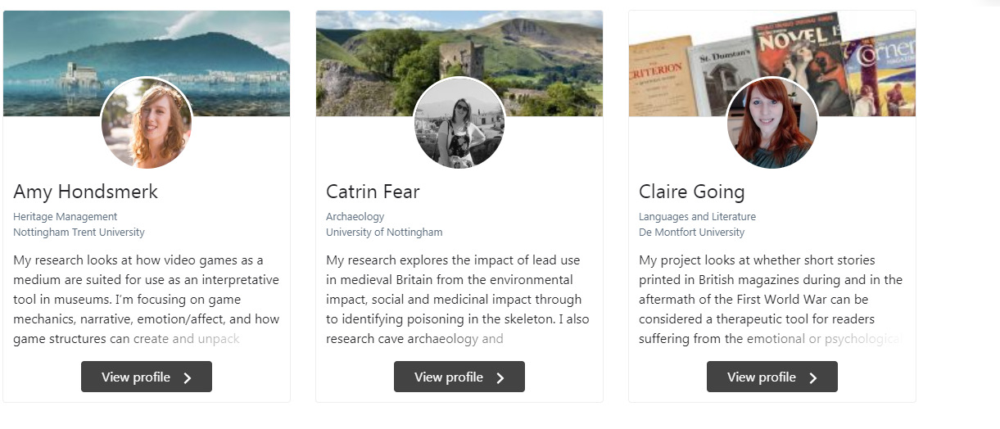 CRITERION
St. Dunstan's
NOVEL
Corner
MAGAZINE
Amy Hondsmerk
Heritage Management
Nottingham Trent University
My research looks at how video games as a
medium are suited for use as an interpretative
tool in museums. I'm focusing on game
mechanics, narrative, emotion/affect, and how
game structures can create and unpack
View profile
Catrin Fear
Archaeology
University of Nottingham
My research explores the impact of lead use
in medieval Britain from the environmental
impact, social and medicinal impact through
to identifying poisoning in the skeleton. I also
research cave archaeology and
View profile
Claire Going
Languages and Literature
De Montfort University
My project looks at whether short stories
printed in British magazines during and in the
aftermath of the First World War can be
considered a therapeutic tool for readers
suffering from the emotional or psychologica
View profile